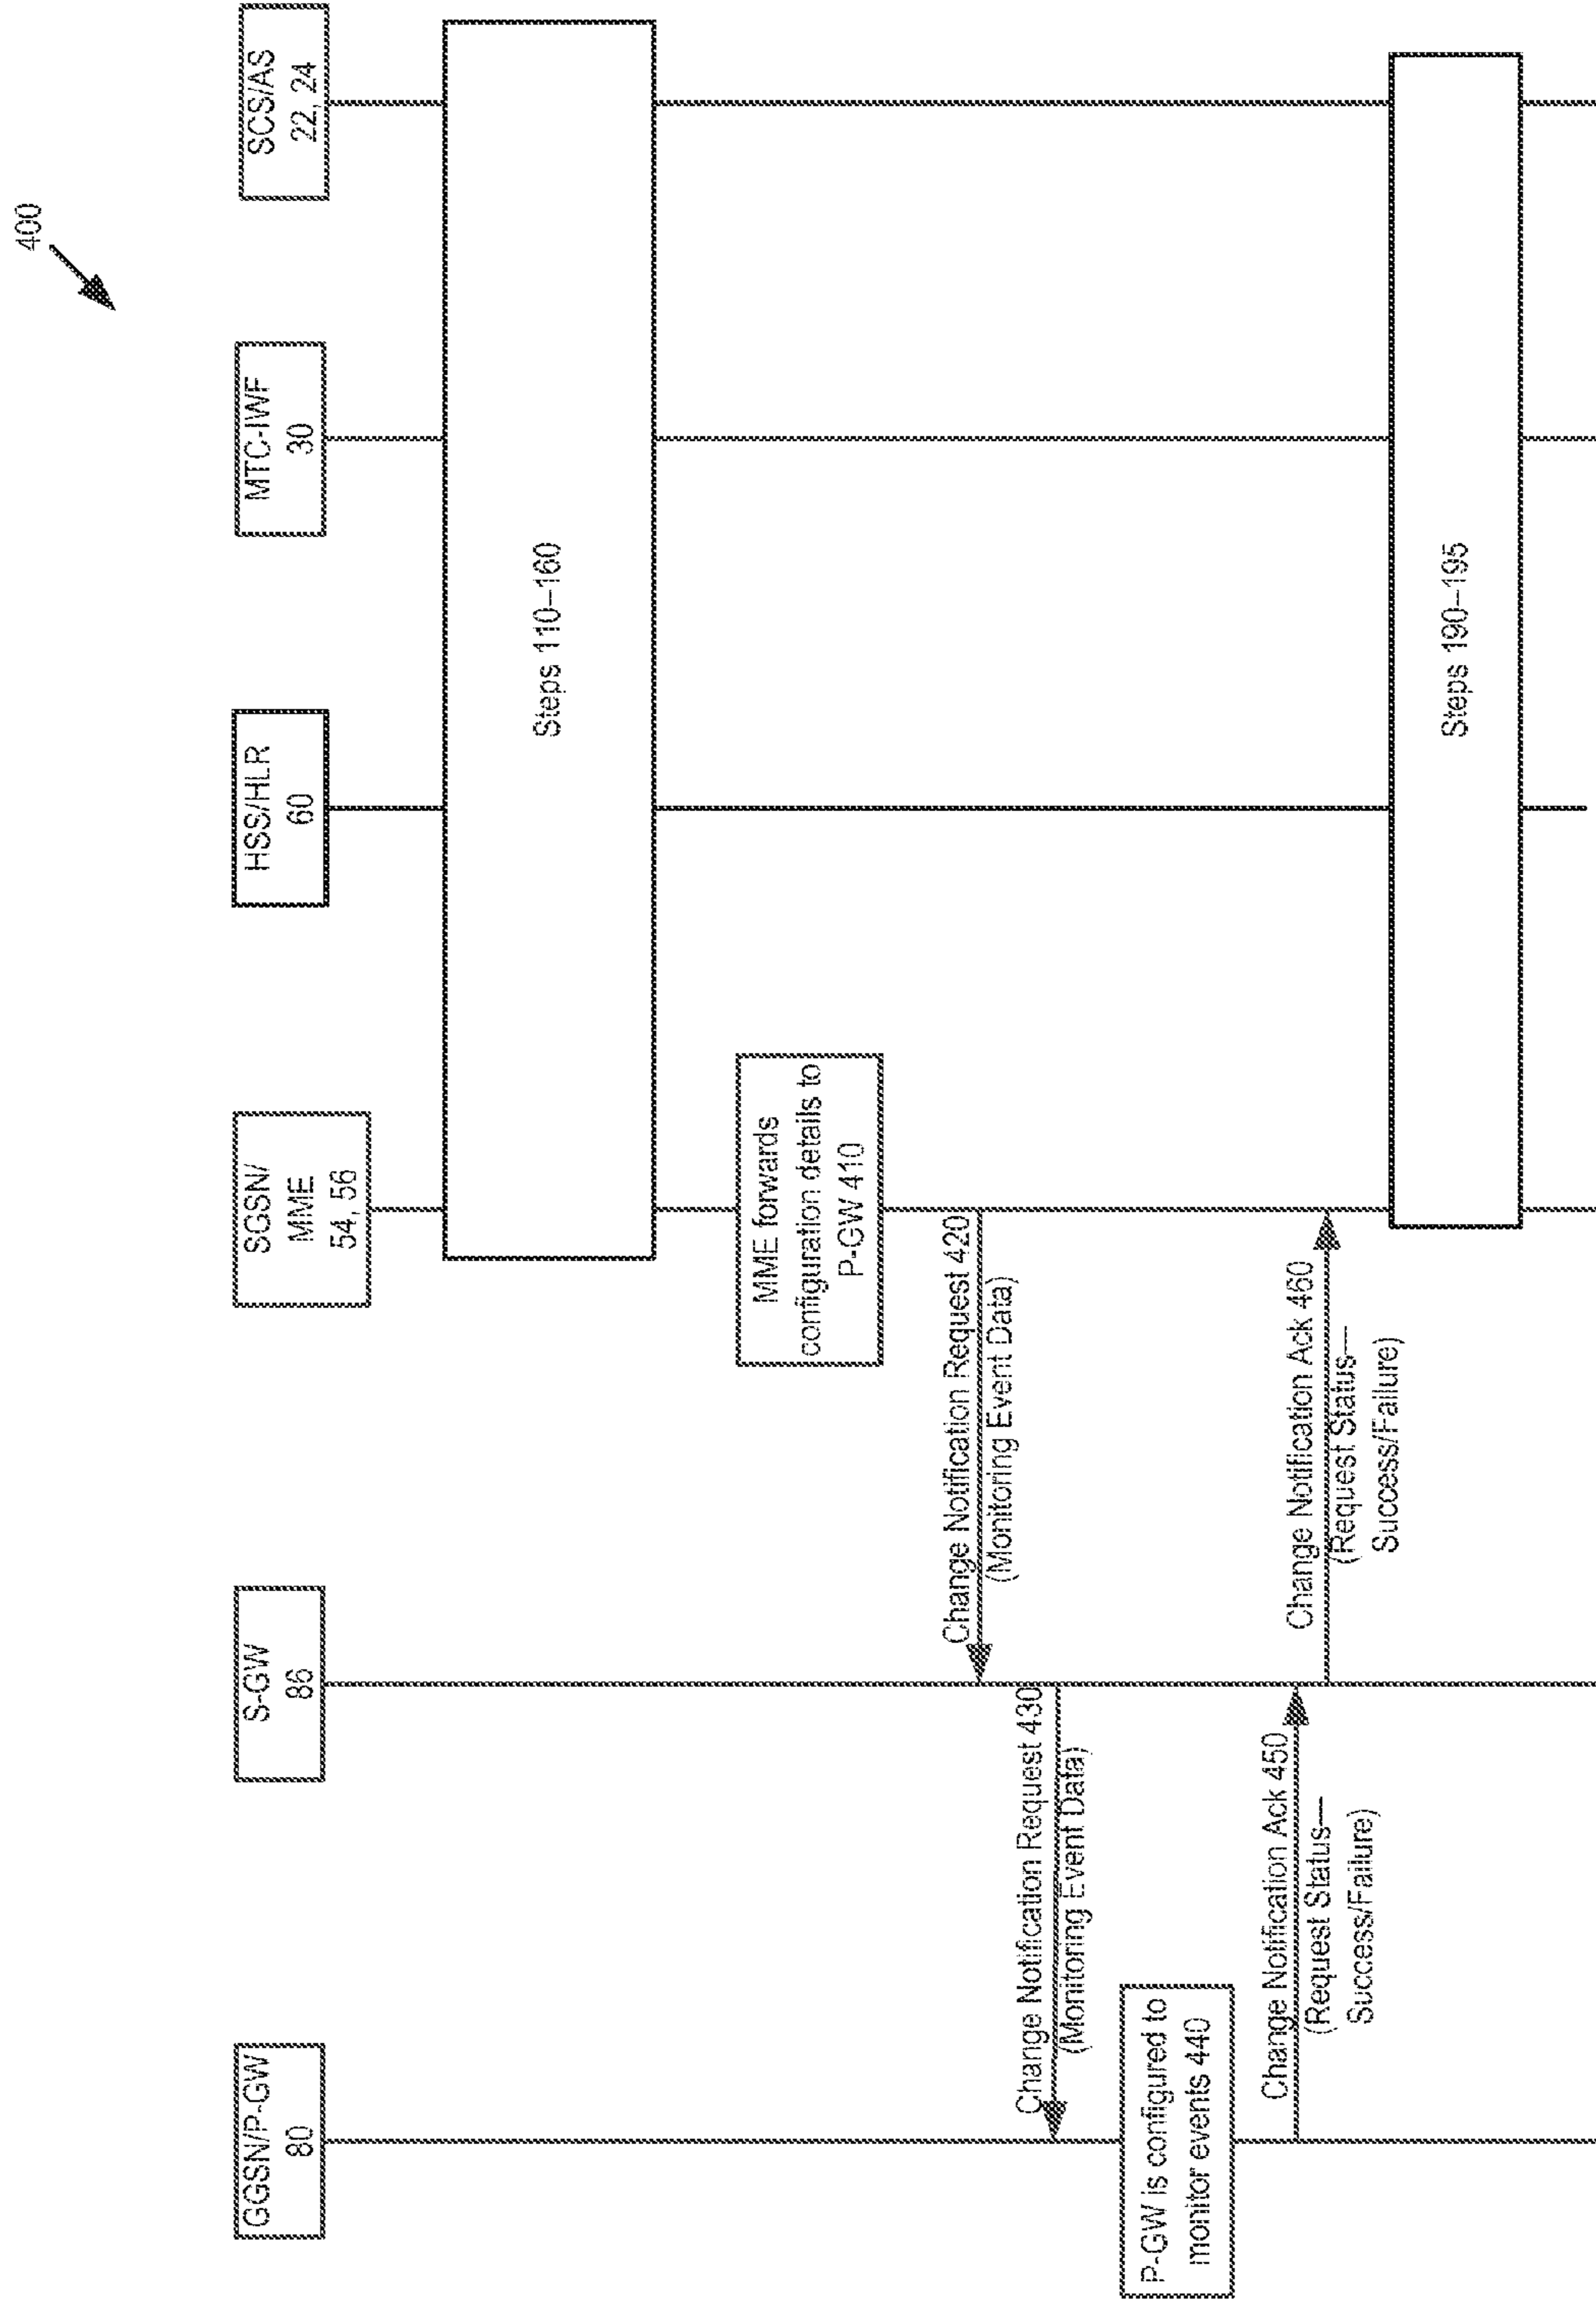 400
GGSN/P-GW
80
S-GW
86
SGSN/
MME
54, 56
HSS/HLR
60
MTC-IWF
30
SCS/AS
22, 24
Steps 110–160
MME forwards
configuration details to
P-GW 410
Change Notification Request 420
(Monitoring Event Data)
Change Notification Request 430
(Monitoring Event Data)
P-GW is configured to
monitor events 440
Change Notification Ack 450
(Request Status—
Success/Failure)
Change Notification Ack 460
(Request Status—
Success/Failure)
Steps 190–195